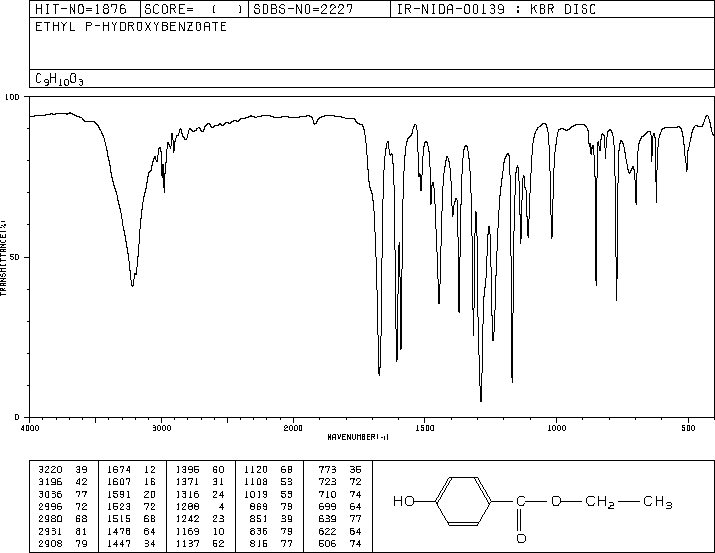 HIT-NO=1876 SCORE= ( ) SDBS-NO=2227 IR-NIDA-00139 : KBR DISC
ETHYL P-HYDROXYBENZOATE
C9H10O3
100
TRANSMITTANCE(%)
50
0
4000 3000 2000 1500 1000 500
WAVENUMBER(-1)
3220 39 1674 12 1396 60 1120 68 773 35
3196 42 1607 16 1371 31 1108 53 723 72
3036 77 1591 20 1316 24 1019 53 710 74
2996 72 1523 72 1288 4 869 79 699 64
2980 68 1515 68 1242 23 851 39 639 77
2931 81 1478 64 1169 10 836 79 622 64
2908 79 1447 34 1137 52 816 77 506 74
HO C O CH2 CH3
O